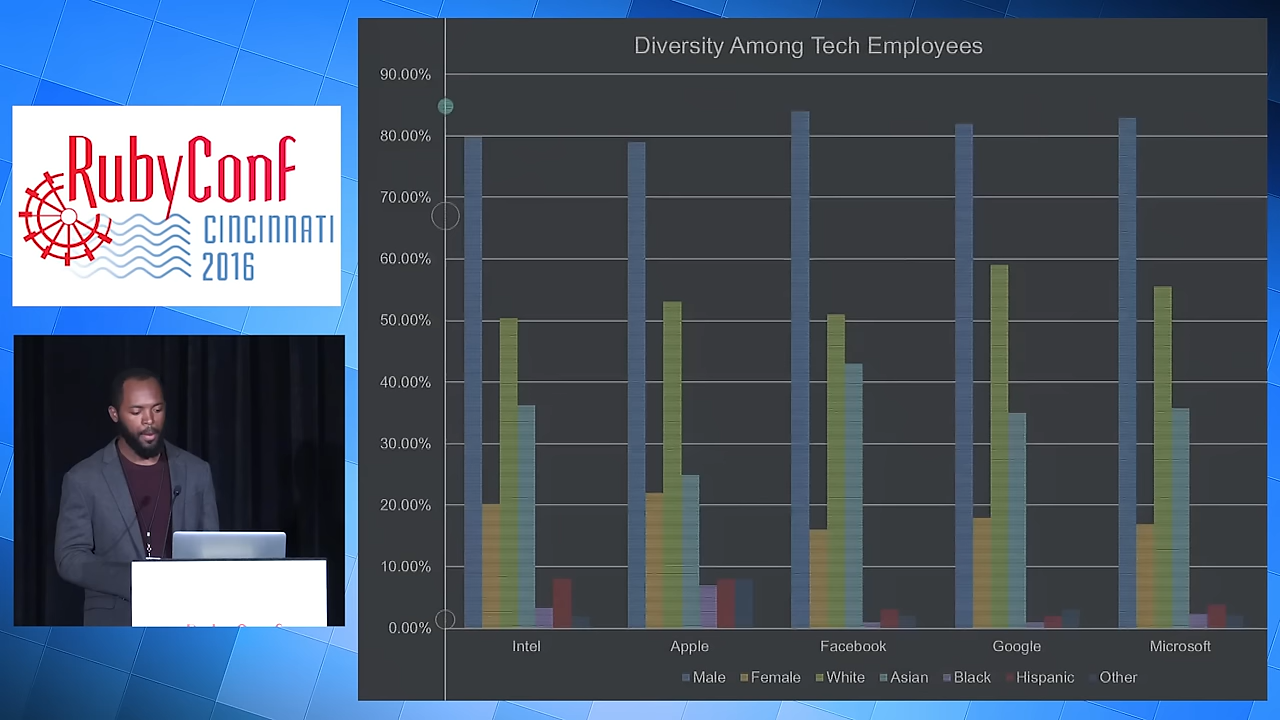 RubyConf
CINCINNATI
2016
Diversity Among Tech Employees
90.00%
80.00%
70.00%
60.00%
50.00%
40.00%
30.00%
20.00%
10.00%
0.00%
Intel Apple Facebook Google Microsoft
Male Female White Asian Black Hispanic Other